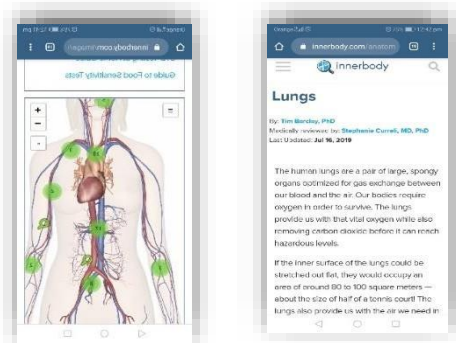 innerbody.com/images
Guide to Food Sensitivity
Tests
innerbody.com/anatom
innerbody
Lungs
By: Tim Barclay, PhD
Medically reviewed by: Stephanie Curreli, MD, PhD
Last Updated: Jul 16, 2019
The human lungs are a pair of large, spongy
organs optimized for gas exchange between
our blood and the air. Our bodies require
oxygen in order to survive. The lungs
provide us with that vital oxygen while also
removing carbon dioxide before it can reach
hazardous levels.
If the inner surface of the lungs could be
stretched out flat, they would occupy an
area of around 80 to 100 square meters —
about the size of half of a tennis court! The
lungs also provide us with the air we need in